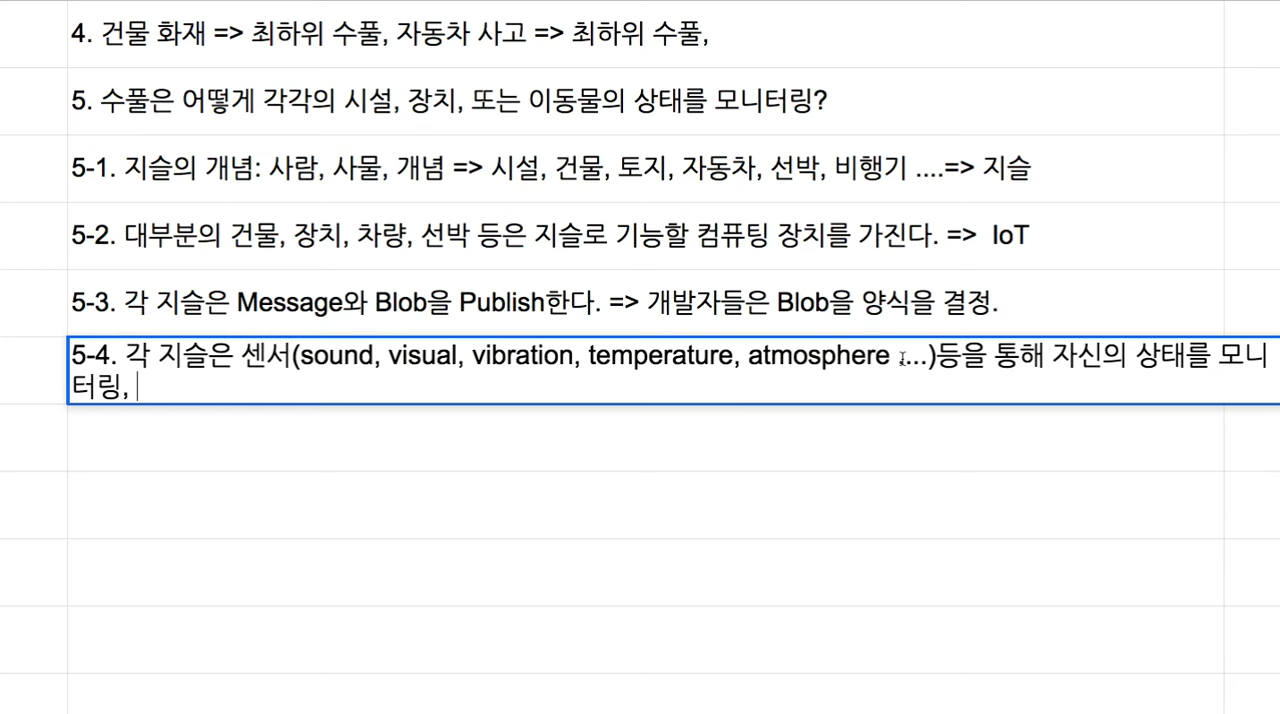 4. 건물 화재 => 최하위 수풀, 자동차 사고 => 최하위 수풀,
5. 수풀은 어떻게 각각의 시설, 장치, 또는 이동물의 상태를 모니터링?
5-1. 지슬의 개념: 사람, 사물, 개념 => 시설, 건물, 토지, 자동차, 선박, 비행기 ....=> 지슬
5-2. 대부분의 건물, 장치, 차량, 선박 등은 지슬로 기능할 컴퓨팅 장치를 가진다. => IoT
5-3. 각 지슬은 Message와 Blob을 Publish한다. => 개발자들은 Blob을 양식을 결정.
5-4. 각 지슬은 센서(sound, visual, vibration, temperature, atmosphere ....)등을 통해 자신의 상태를 모니
터링,